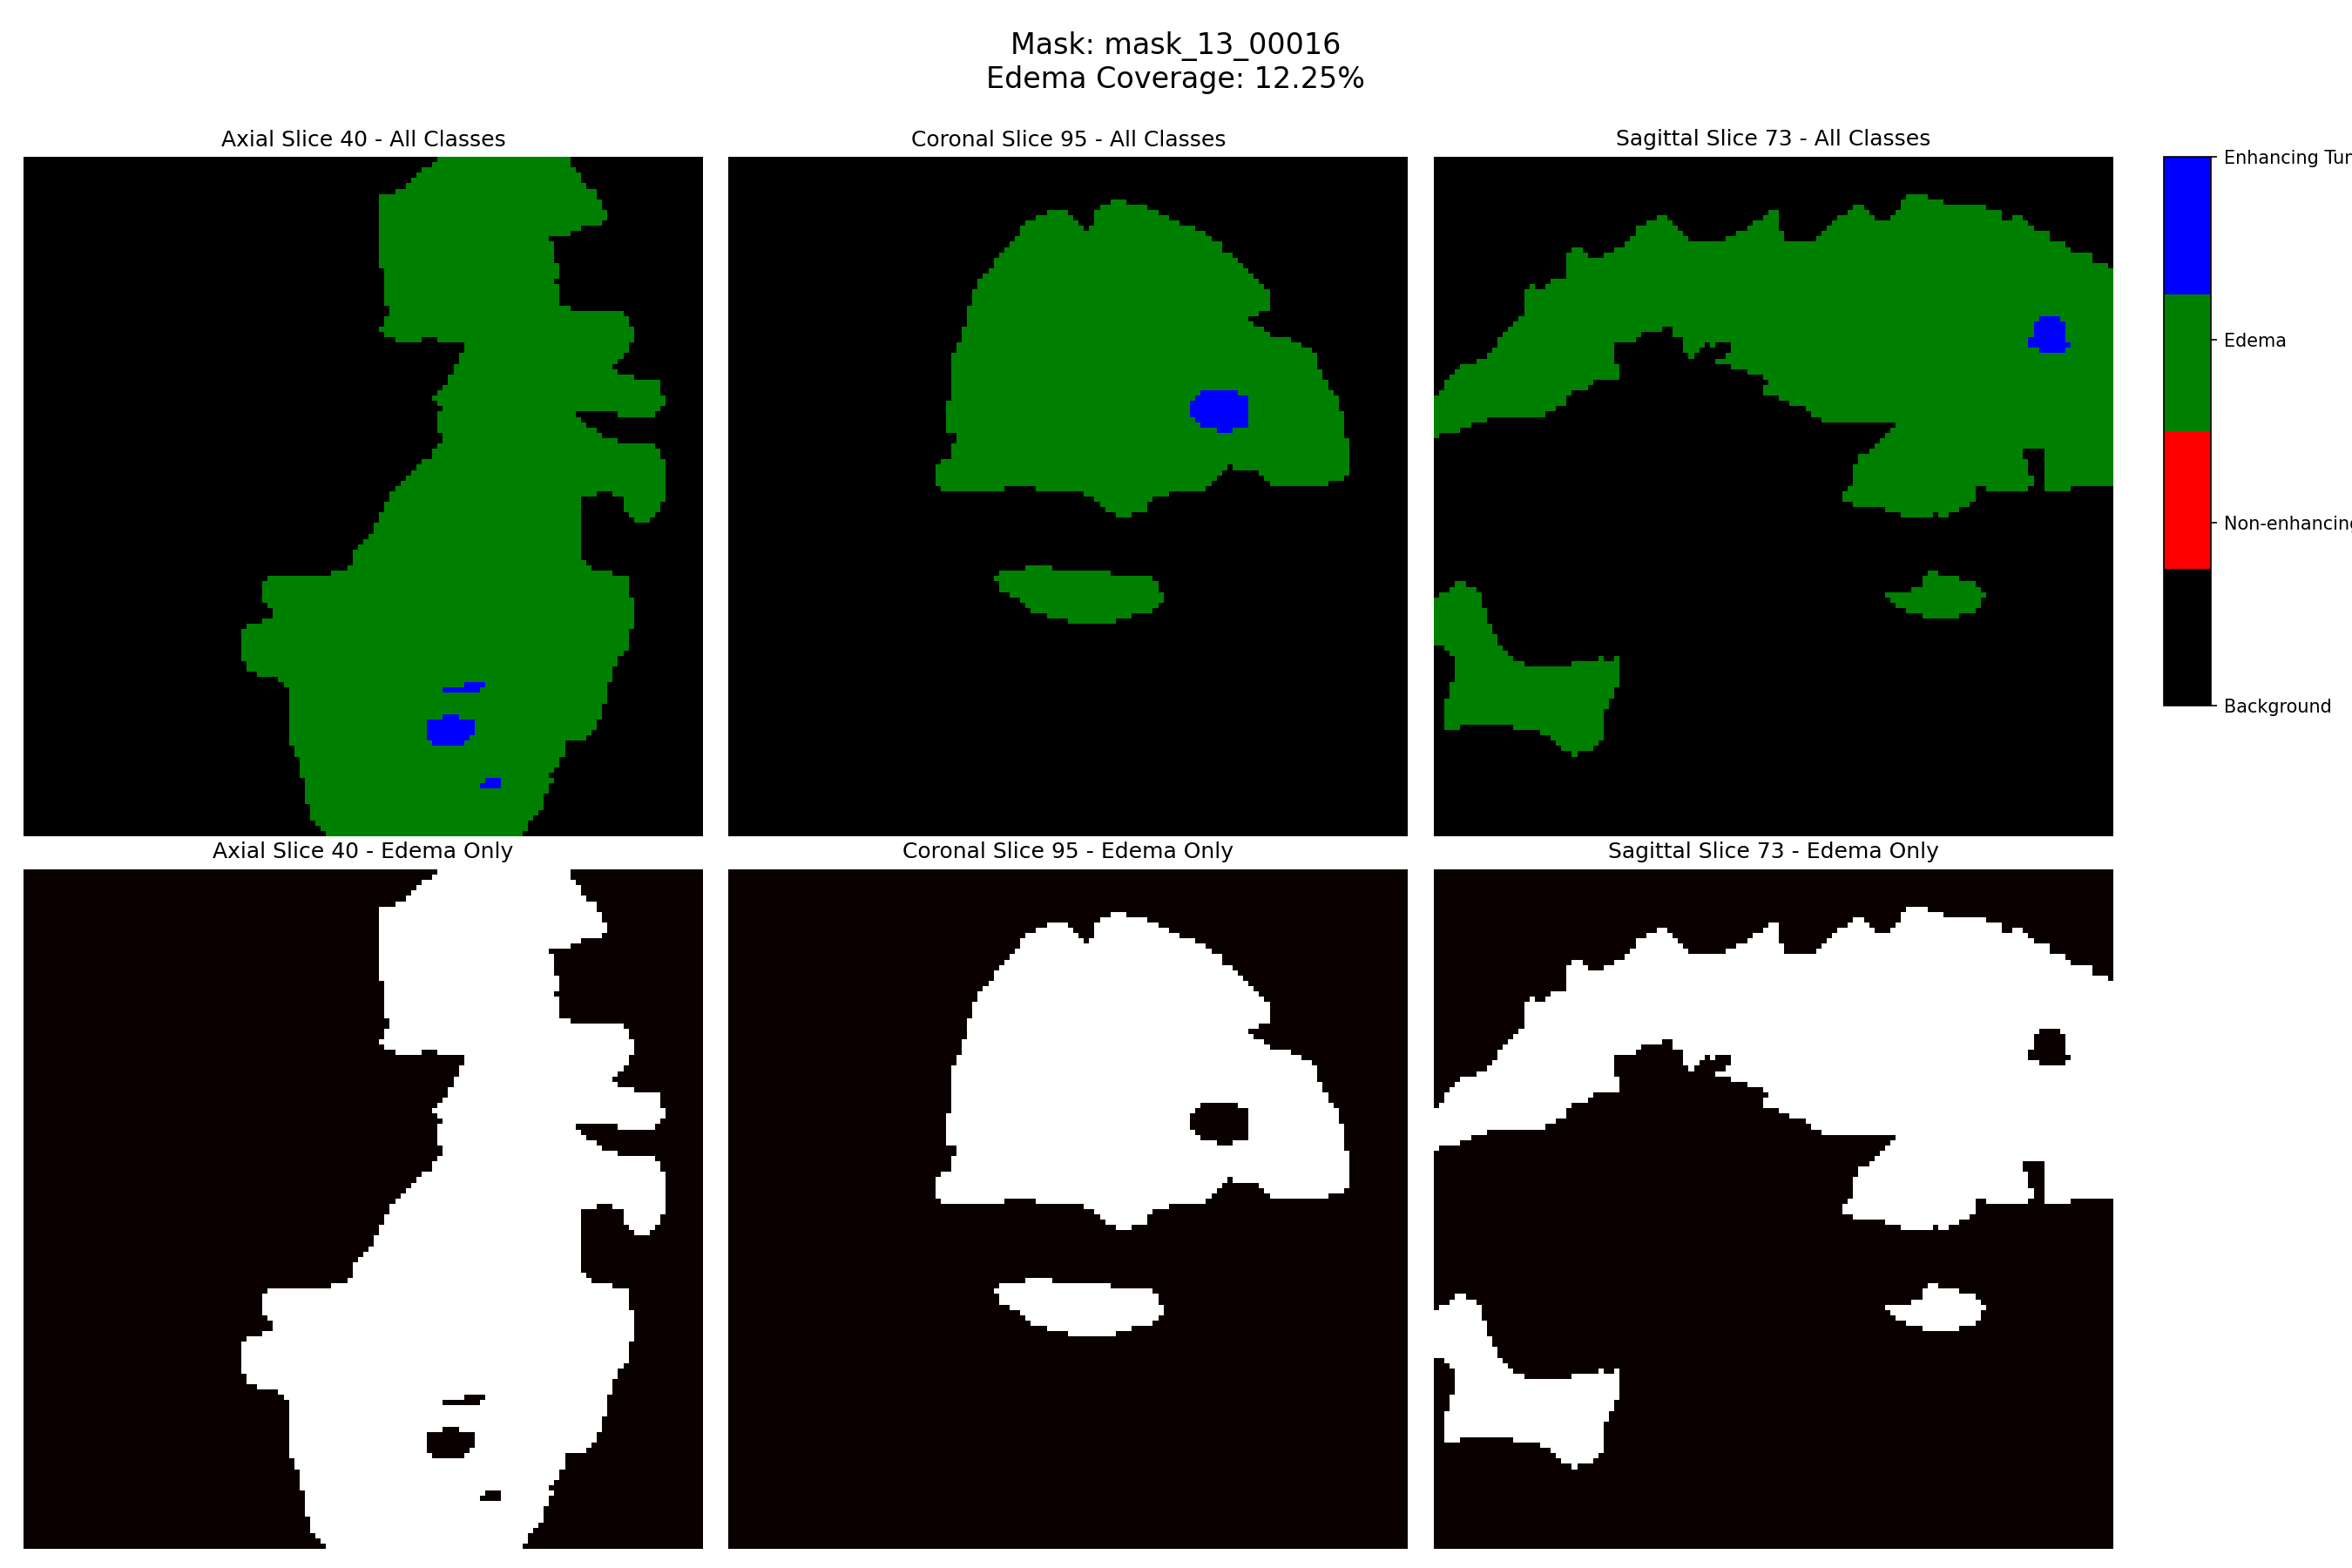 Mask: mask_13_00016
Edema Coverage: 12.25%
Axial Slice 40 - All Classes
Coronal Slice 95 - All Classes
Sagittal Slice 73 - All Classes
Enhancing Tur
Edema
Non-enhancing
Background
Axial Slice 40 - Edema Only
Coronal Slice 95 - Edema Only
Sagittal Slice 73 - Edema Only